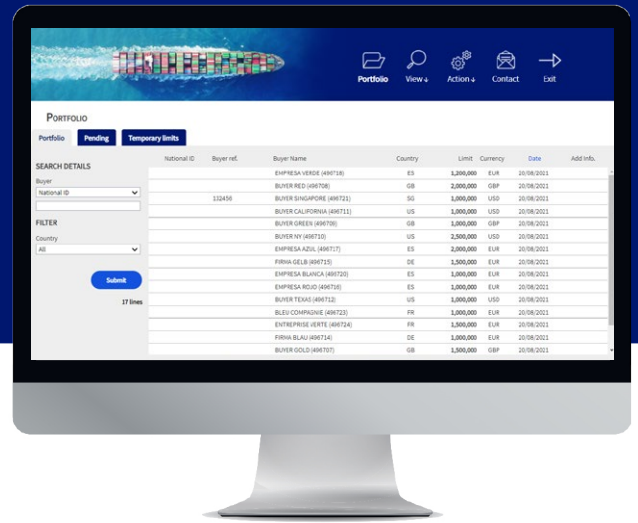 Portfolio View↓ Action↓ Contact Exit
PORTFOLIO
Portfolio Pending Temporary limits
National ID Buyer ref. Buyer Name Country Limit Currency Date Add Info.
SEARCH DETAILS
Buyer
National ID
FILTER
Country
All
Submit
17 lines
EMPRESA VERDE (496718) ES 1,200,000 EUR 20/08/2021
BUYER RED (496708) GB 2,000,000 GBP 20/08/2021
132456 BUYER SINGAPORE (496721) SG 1,000,000 USD 20/08/2021
BUYER CALIFORNIA (496711) US 1,000,000 USD 20/08/2021
BUYER GREEN (496709) GB 1,000,000 GBP 20/08/2021
BUYER NY (496710) US 2,500,000 USD 20/08/2021
EMPRESA AZUL (496717) ES 2,000,000 EUR 20/08/2021
FIRMA GELB (496715) DE 1,500,000 EUR 20/08/2021
EMPRESA BLANCA (496720) ES 1,000,000 EUR 20/08/2021
EMPRESA ROJO (496716) ES 1,000,000 EUR 20/08/2021
BUYER TEXAS (496712) US 1,000,000 USD 20/08/2021
BLEU COMPAGNIE (496723) FR 1,000,000 EUR 20/08/2021
ENTREPRISE VERTE (496724) FR 1,500,000 EUR 20/08/2021
FIRMA BLAU (496714) DE 1,000,000 EUR 20/08/2021
BUYER GOLD (496707) GB 1,500,000 GBP 20/08/2021